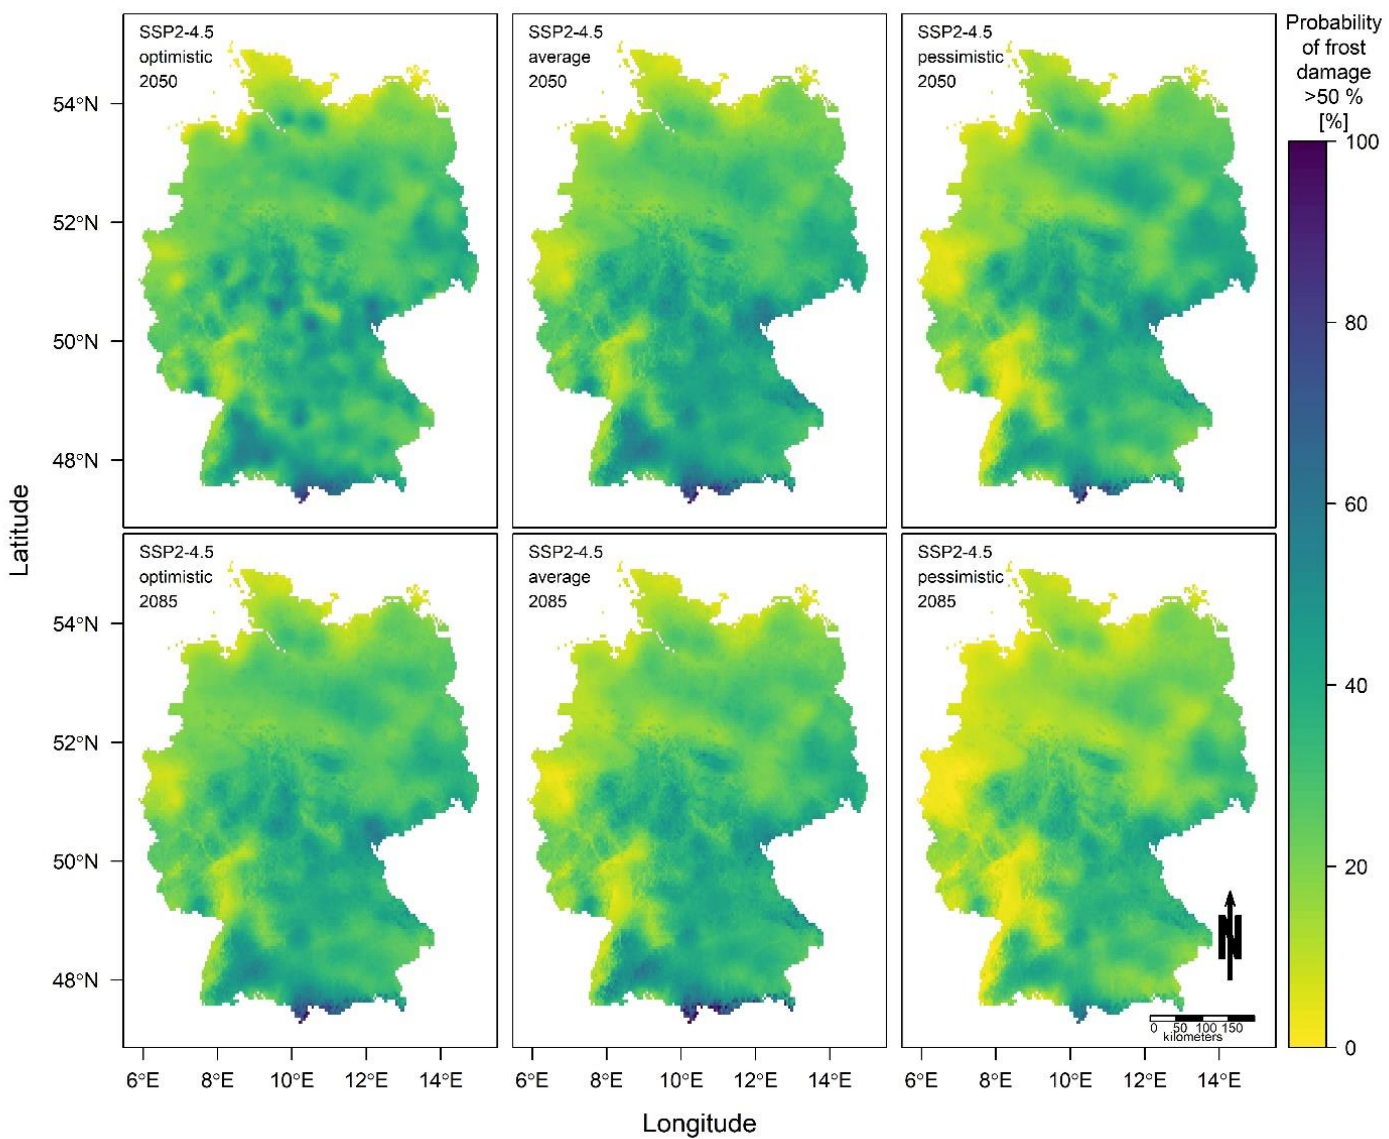 SSP2-4.5
optimistic
2050
SSP2-4.5
average
2050
SSP2-4.5
pessimistic
2050
Probability
of frost
damage
>50 %
[%]
54°N
52°N
50°N
48°N
100
80
60
40
20
0
Latitude
SSP2-4.5
optimistic
2085
SSP2-4.5
average
2085
SSP2-4.5
pessimistic
2085
54°N
52°N
50°N
48°N
N
0 50 100 150
kilometers
6°E 8°E 10°E 12°E 14°E
6°E 8°E 10°E 12°E 14°E
6°E 8°E 10°E 12°E 14°E
Longitude